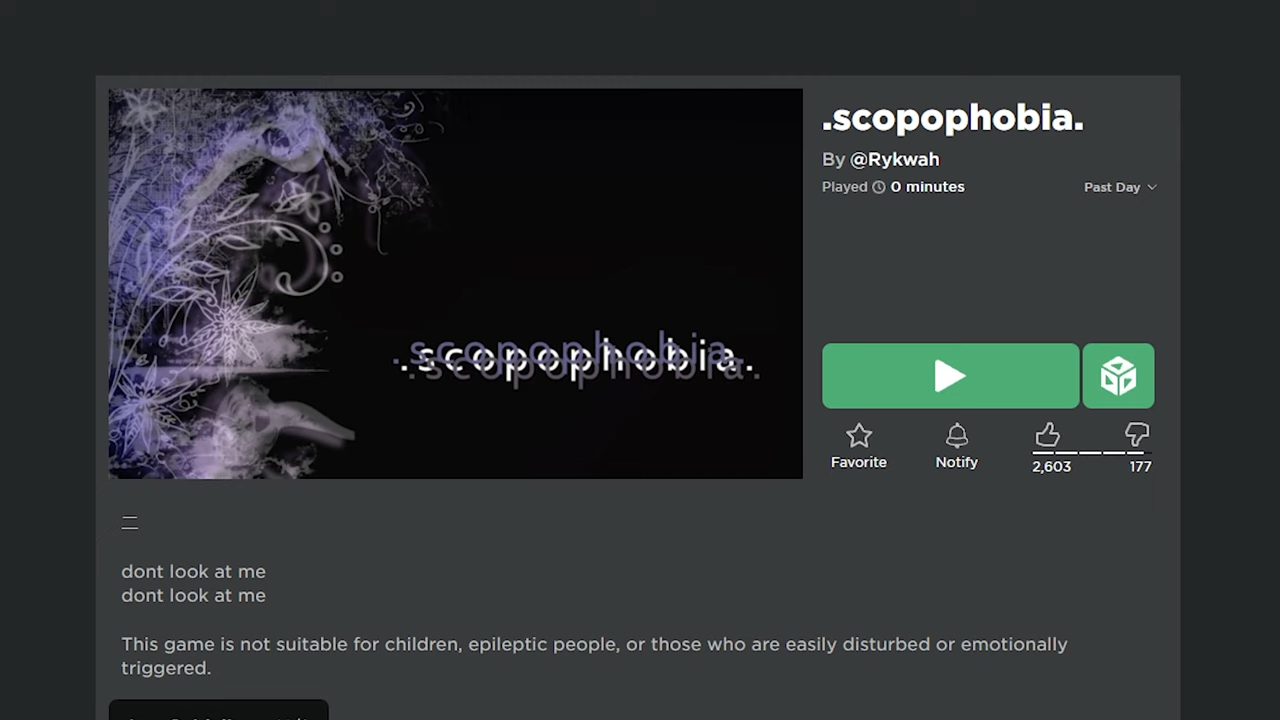 .scopophobia.
By @Rykwah
Played 0 minutes
Past Day
.scopophobia.
Favorite
Notify
2,603
177
dont look at me
dont look at me
This game is not suitable for children, epileptic people, or those who are easily disturbed or emotionally
triggered.